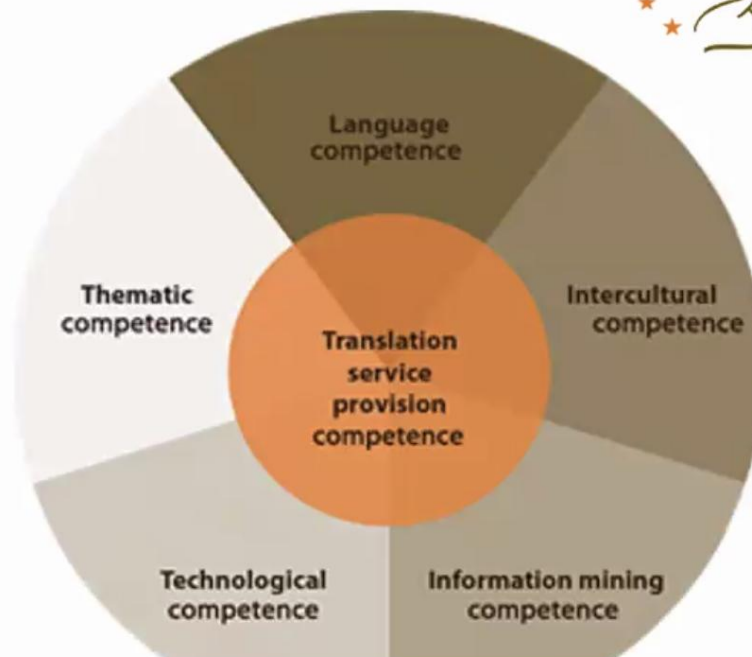 Language
competence
Intercultural
competence
Information mining
competence
Technological
competence
Thematic
competence
Translation
service
provision
competence